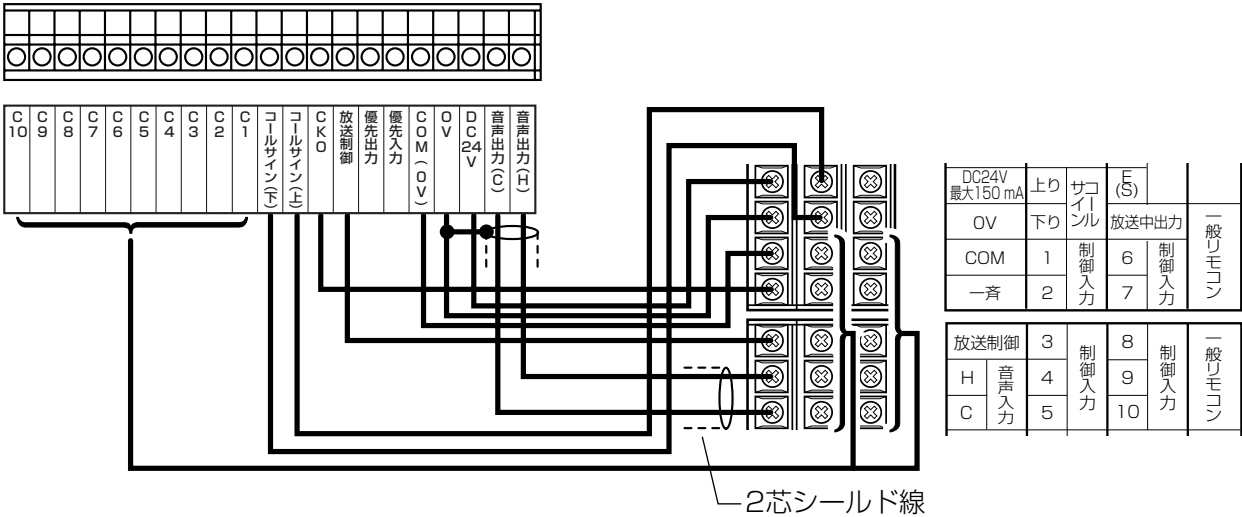 C10
C9
C8
C7
C6
C5
C4
C3
C2
C1
コールサイン(下)
コールサイン(上)
CKO
放送制御
優先出力
優先入力
COM(0V)
0V
DC24V
音声出力(C)
音声出力(H)
DC24V
最大150 mA
上り
コールサイン
E
(S)
0V
下り
放送中出力
一般リモコン
COM
1
制御入力
6
制御入力
一斉
2
7
放送制御
3
制御入力
8
制御入力
一般リモコン
H
音声入力
4
9
C
5
10
2芯シールド線